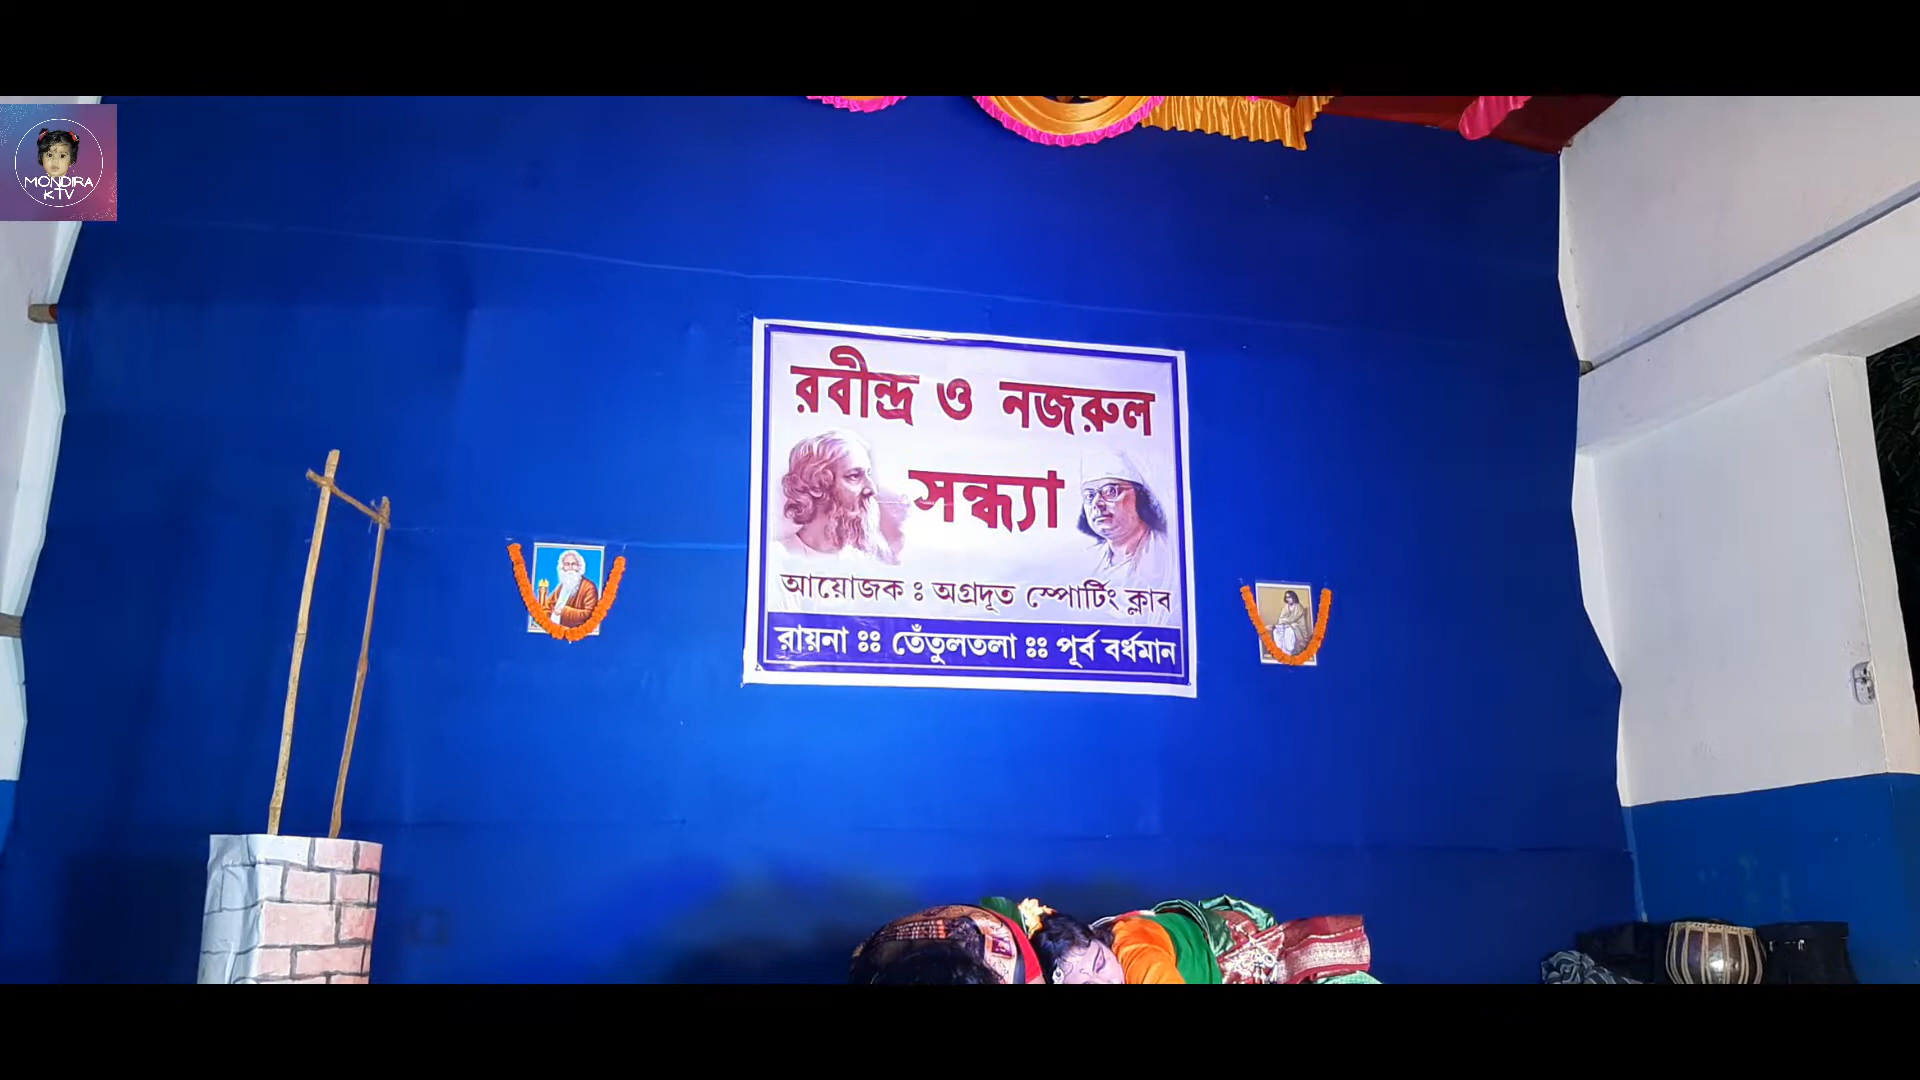 MONDIRA
KTV
রবীন্দ্র ও নজরুল
সন্ধ্যা
আয়োজক ঃ অগ্রদূত স্পোর্টিং ক্লাব
রায়না ঃঃ তেঁতুলতলা ঃঃ পূর্ব বর্ধমান